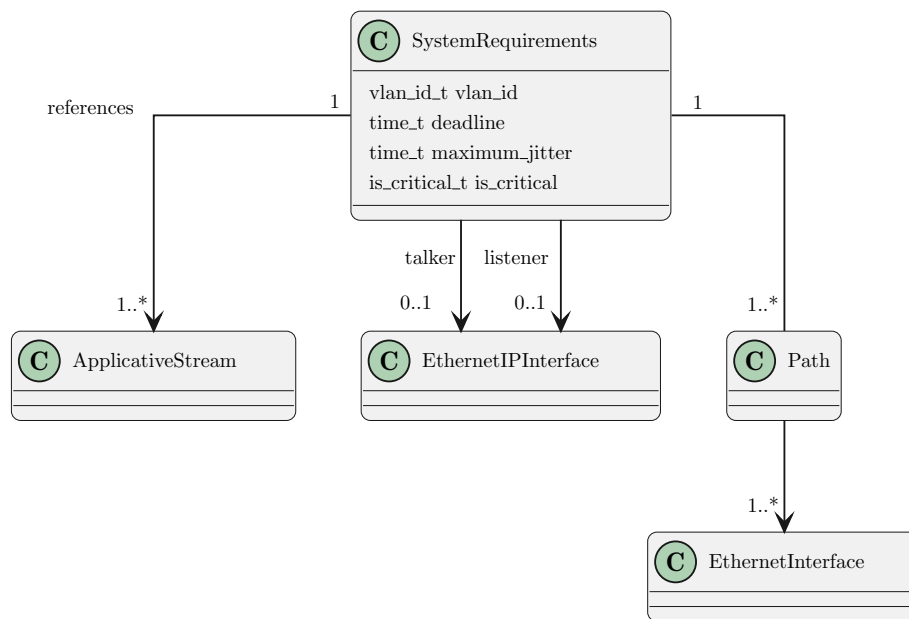 C SystemRequirements
vlan_id_t vlan_id
time_t deadline
time_t maximum_jitter
is_critical_t is_critical
references
1
1
talker
listener
1..*
0..1
0..1
1..*
C ApplicativeStream
C EthernetIPInterface
C Path
1..*
C EthernetInterface